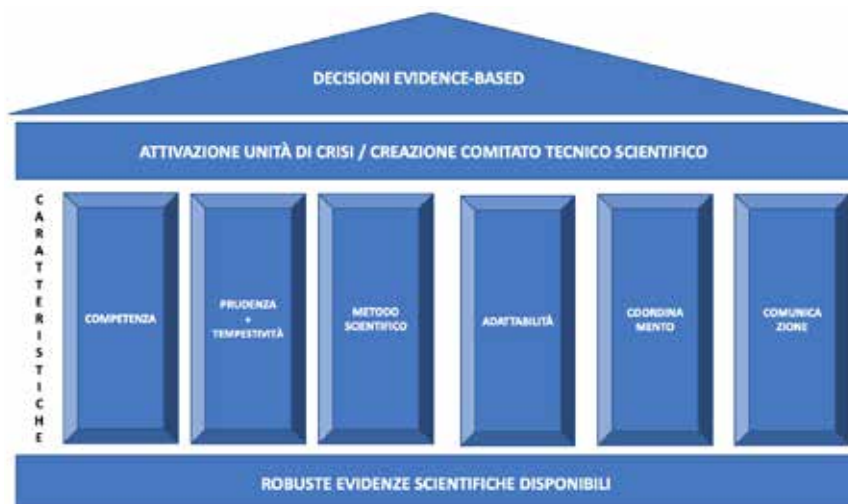 DECISIONI EVIDENCE-BASED
ATTIVAZIONE UNITÀ DI CRISI / CREAZIONE COMITATO TECNICO SCIENTIFICO
CARATTERISTICHE
COMPETENZA
PRUDENZA
+
TEMPESTIVITÀ
METODO
SCIENTIFICO
ADATTABILITÀ
COORDINA
MENTO
COMUNICA
ZIONE
ROBUSTE EVIDENZE SCIENTIFICHE DISPONIBILI